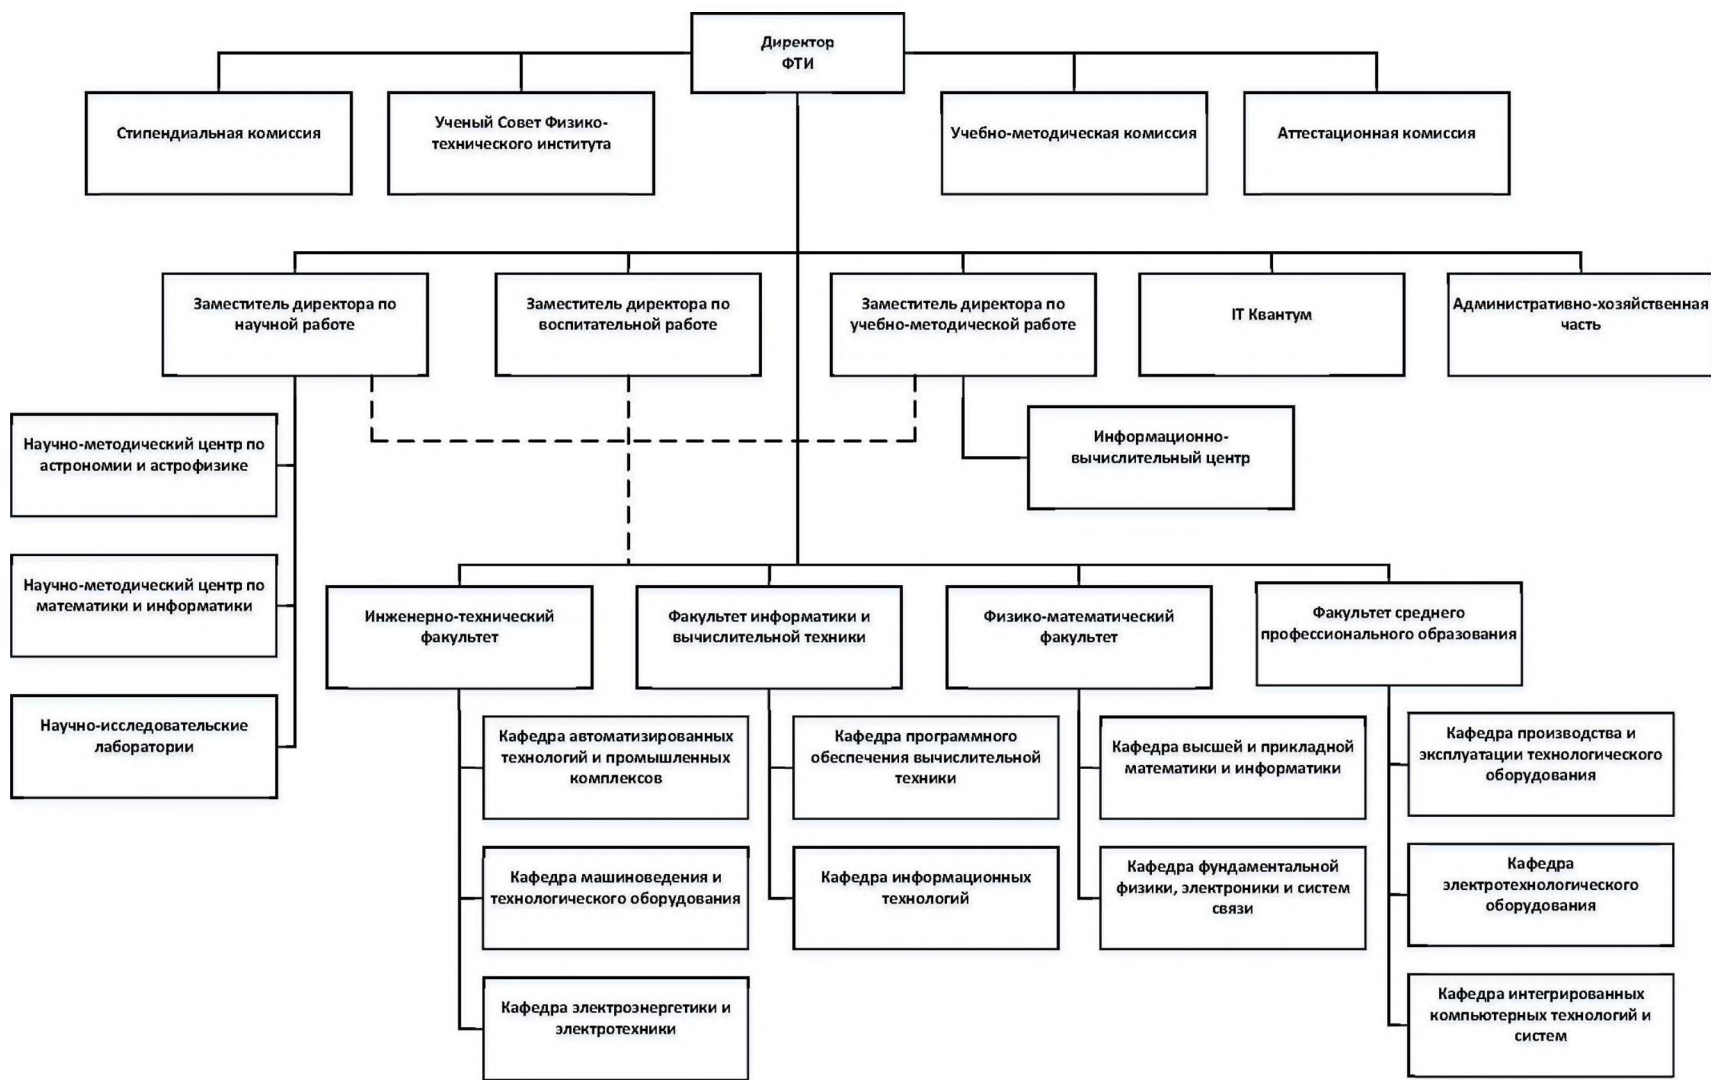 Директор
ФТИ
Стипендиальная комиссия
Ученый Совет Физико-
технического института
Учебно-методическая комиссия
Аттестационная комиссия
Заместитель директора по
научной работе
Заместитель директора по
воспитательной работе
Заместитель директора по
учебно-методической работе
IT Квантум
Административно-хозяйственная
часть
Научно-методический центр по
астрономии и астрофизике
Информационно-
вычислительный центр
Научно-методический центр по
математики и информатики
Научно-исследовательские
лаборатории
Инженерно-технический
факультет
Факультет информатики и
вычислительной техники
Физико-математический
факультет
Факультет среднего
профессионального образования
Кафедра автоматизированных
технологий и промышленных
комплексов
Кафедра программного
обеспечения вычислительной
техники
Кафедра высшей и прикладной
математики и информатики
Кафедра производства и
эксплуатации технологического
оборудования
Кафедра машиноведения и
технологического оборудования
Кафедра информационных
технологий
Кафедра фундаментальной
физики, электроники и систем
связи
Кафедра
электротехнологического
оборудования
Кафедра электроэнергетики и
электротехники
Кафедра интегрированных
компьютерных технологий и
систем